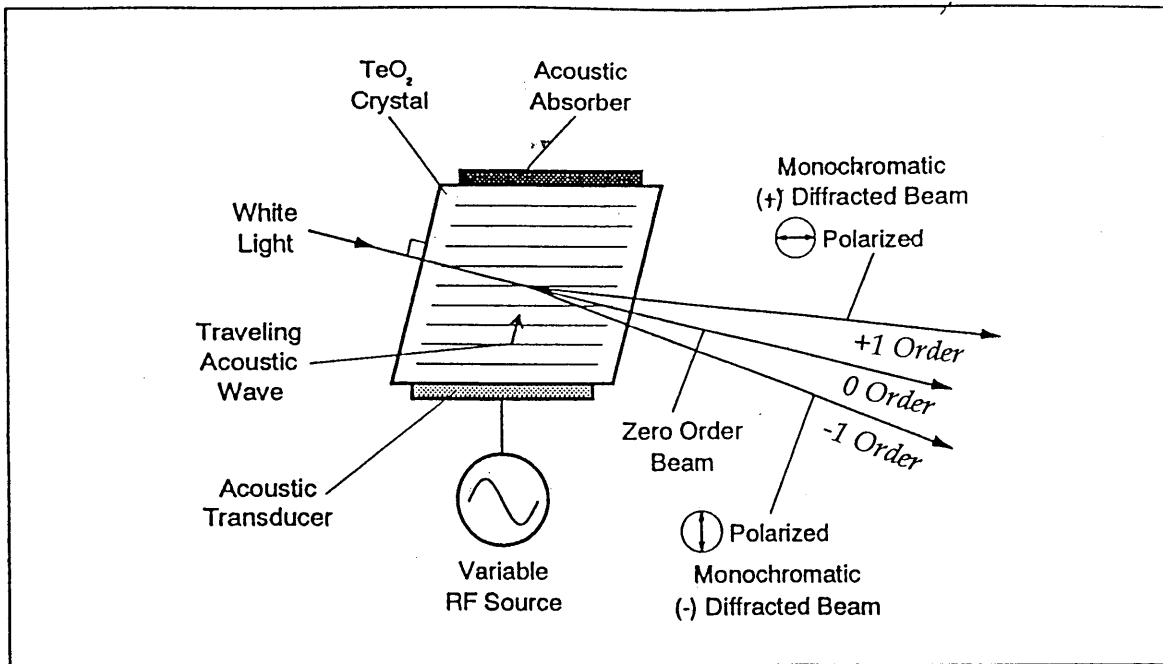 TeO₂
Crystal
Acoustic
Absorber
Monochromatic
(+) Diffracted Beam
Polarized
White
Light
Traveling
Acoustic
Wave
+1 Order
0 Order
-1 Order
Zero Order
Beam
Acoustic
Transducer
Polarized
Variable
RF Source
Monochromatic
(-) Diffracted Beam